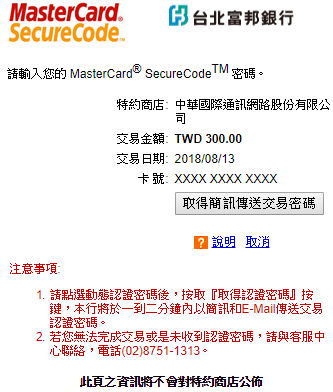 MasterCard.
SecureCode™
台北富邦銀行
請輸入您的 MasterCard® SecureCode™ 密碼。
特約商店: 中華國際通訊網路股份有限公
司
交易金額: TWD 300.00
交易日期: 2018/08/13
卡 號: XXXX XXXX XXXX
取得簡訊傳送交易密碼
? 說明 取消
注意事項:
1. 請點選動態認證密碼後，按取『取得認證密碼』按
鍵，本行將於一到二分鐘內以簡訊和E-Mail傳送交易
認證密碼。
2. 若您無法完成交易或是未收到認證密碼，請與客服中
心聯絡，電話(02)8751-1313。
此頁之資訊將不會對特約商店公佈